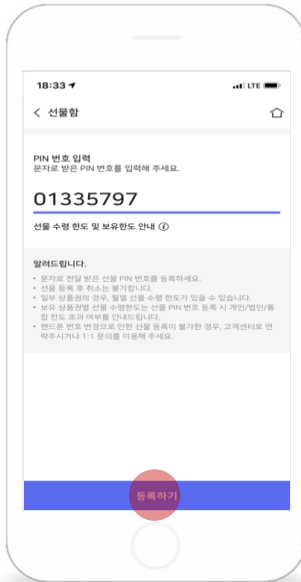 18:33 LTE
선물함
PIN 번호 입력
문자로 받은 PIN 번호를 입력해 주세요.
01335797
선물 수령 한도 및 보유한도 안내 ⓘ
알려드립니다.
• 문자로 전달 받은 선물 PIN 번호를 등록하세요.
• 선물 등록 후 취소는 불가합니다.
• 일부 상품권의 경우, 월별 선물 수령 한도가 있을 수 있습니다.
• 보유 상품권별 선물 수령한도는 선물 PIN 번호 등록 시 개인/법인/통
합 한도 초과 여부를 안내드립니다.
• 핸드폰 번호 변경으로 인한 선물 등록이 불가한 경우, 고객센터로 연
락주시거나 1:1 문의를 이용해 주세요.
등록하기